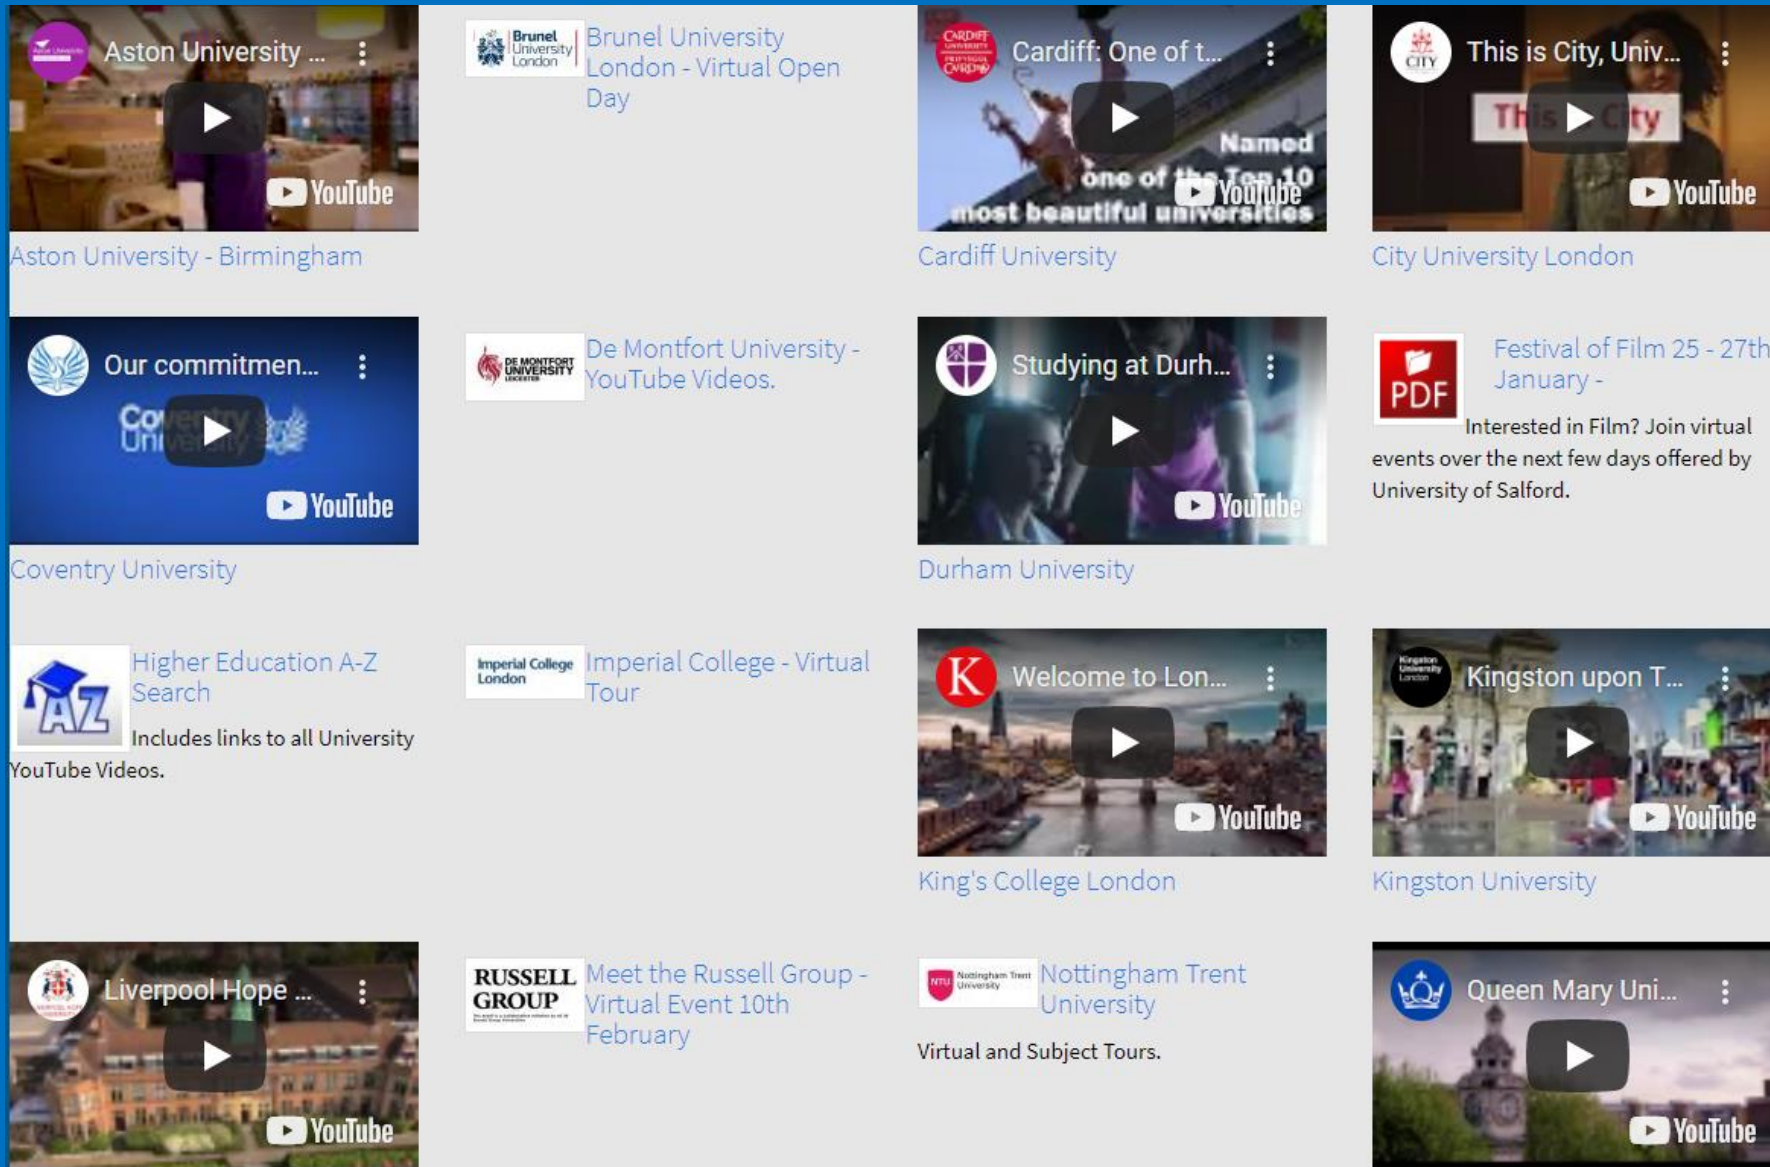 Aston University ...
YouTube
Aston University - Birmingham
Brunel
University
London
Brunel University
London - Virtual Open
Day
CARDIFF
UNIVERSITY
PRIFYSGOL
CAERDYDD
Cardiff: One of t...
Named
one of the Top 10
most beautiful universities
YouTube
Cardiff University
CITY
This is City, Univ...
This City
YouTube
City University London
Our commitmen...
Coventry
University
YouTube
Coventry University
DE MONTFORT
UNIVERSITY
LEICESTER
De Montfort University -
YouTube Videos.
Studying at Durh...
YouTube
Durham University
PDF
Festival of Film 25 - 27th
January -
Interested in Film? Join virtual
events over the next few days offered by
University of Salford.
AZ
Higher Education A-Z
Search
Includes links to all University
YouTube Videos.
Imperial College
London
Imperial College - Virtual
Tour
K
Welcome to Lon...
YouTube
King's College London
Kingston
University
London
Kingston upon T...
YouTube
Kingston University
Liverpool Hope ...
YouTube
RUSSELL
GROUP
Meet the Russell Group -
Virtual Event 10th
February
NTU
Nottingham Trent
University
Nottingham Trent
University
Virtual and Subject Tours.
Queen Mary Uni...
YouTube